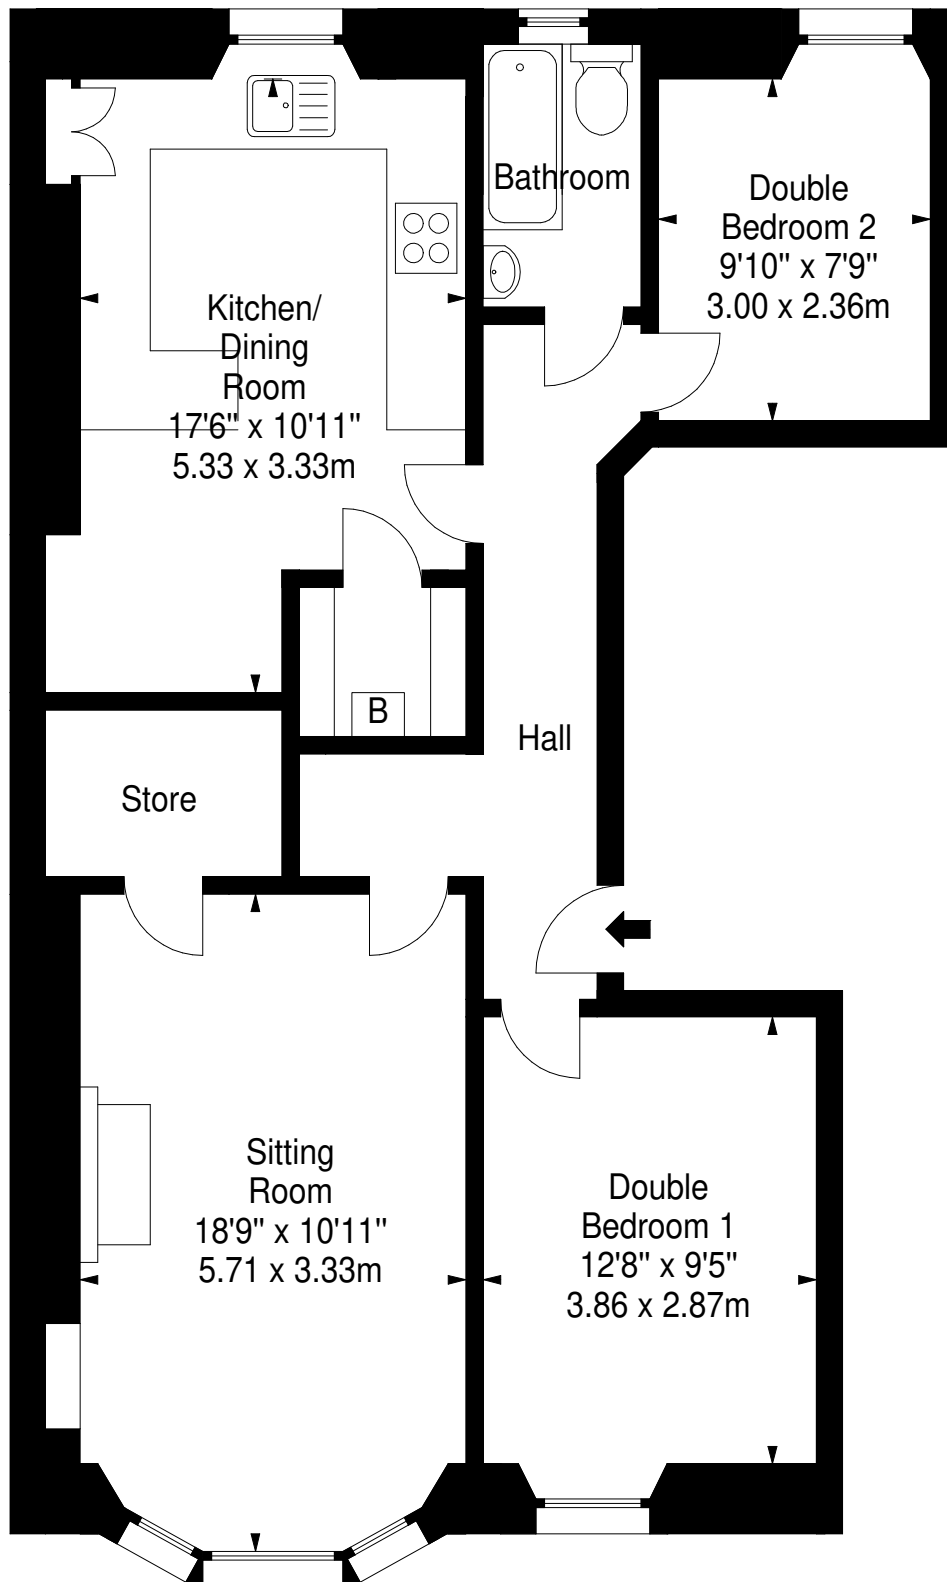 Bathroom
Double
Bedroom 2
9'10" x 7'9"
3.00 x 2.36m
Kitchen/
Dining
Room
17'6" x 10'11"
5.33 x 3.33m
B
Hall
Store
Sitting
Room
18'9" x 10'11"
5.71 x 3.33m
Double
Bedroom 1
12'8" x 9'5"
3.86 x 2.87m